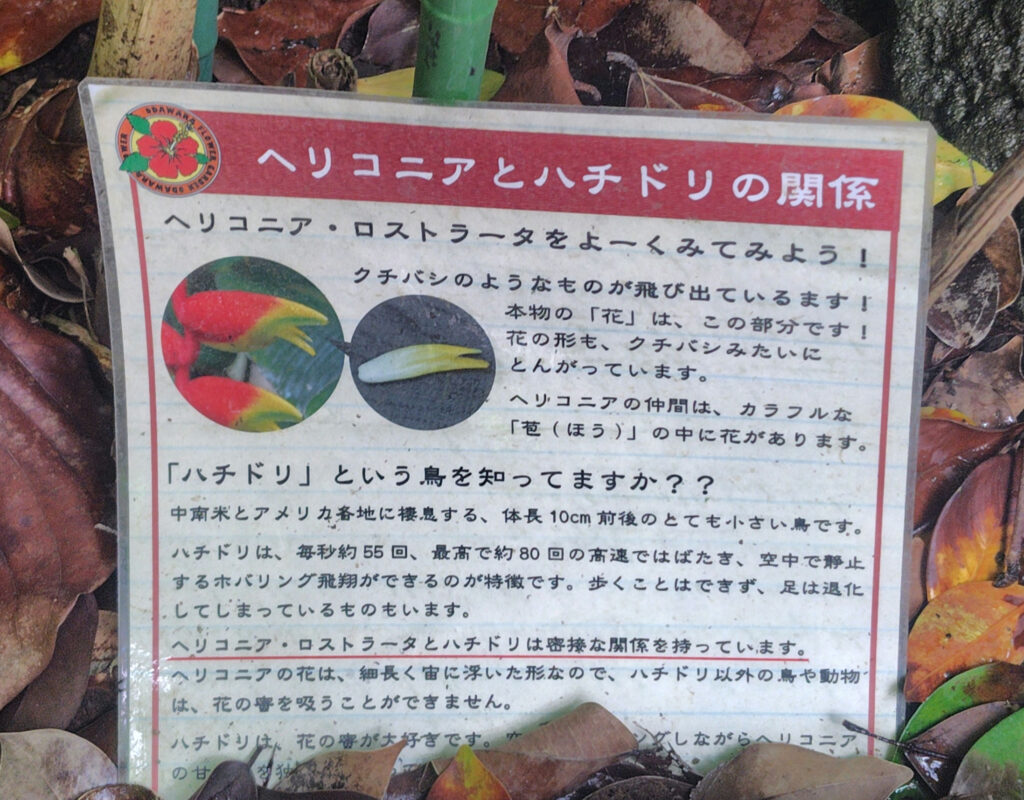 ODAWARA FLOWER GARDEN
ヘリコニアとハチドリの関係
ヘリコニア・ロストラータをよーくみてみよう！
クチバシのようなものが飛び出ているます！
本物の「花」は、この部分です！
花の形も、クチバシみたいに
とんがっています。
ヘリコニアの仲間は、カラフルな
「苞（ほう）」の中に花があります。
「ハチドリ」という鳥を知ってますか？？
中南米とアメリカ各地に棲息する、体長10cm前後のとても小さい鳥です。
ハチドリは、毎秒約55回、最高で約80回の高速ではばたき、空中で静止
するホバリング飛翔ができるのが特徴です。歩くことはできず、足は退化
してしまっているものもいます。
ヘリコニア・ロストラータとハチドリは密接な関係を持っています。
ヘリコニアの花は、細長く宙に浮いた形なので、ハチドリ以外の鳥や動物
は、花の蜜を吸うことができません。
ハチドリは、花の蜜が大好きです。ングしながらヘリコニア
の甘